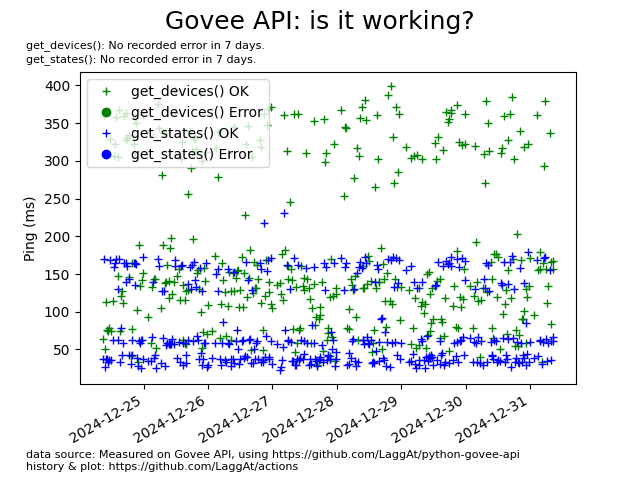 Govee API: is it working?
get_devices(): No recorded error in 7 days.
get_states(): No recorded error in 7 days.
get_devices() OK
get_devices() Error
get_states() OK
get_states() Error
Ping (ms)
400
350
300
250
200
150
100
50
2024-12-25
2024-12-26
2024-12-27
2024-12-28
2024-12-29
2024-12-30
2024-12-31
data source: Measured on Govee API, using https://github.com/LaggAt/python-govee-api
history & plot: https://github.com/LaggAt/actions